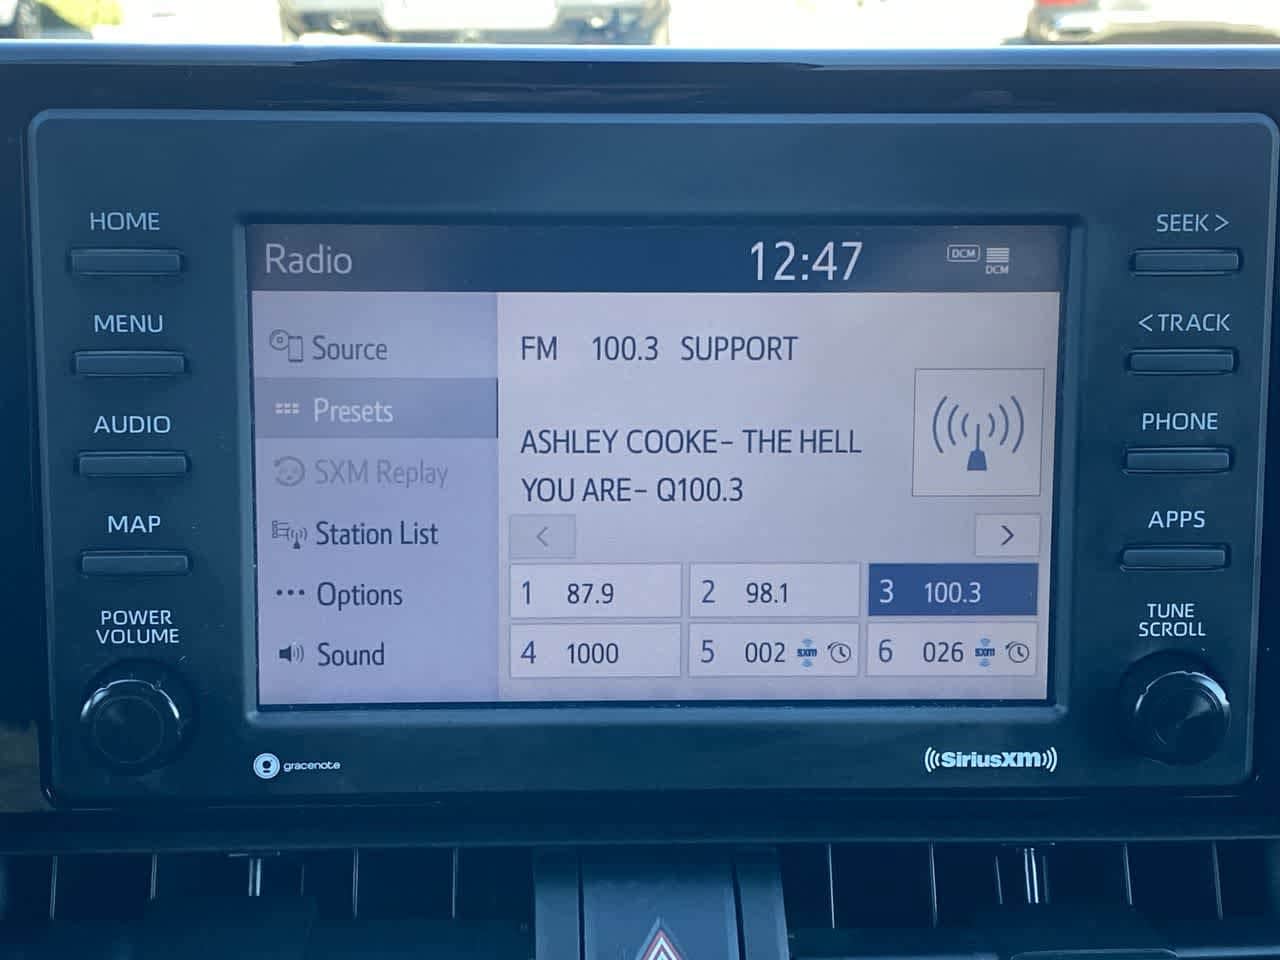 HOME
MENU
AUDIO
MAP
POWER
VOLUME
Radio
12:47
DCM
DCM
Source
Presets
SXM Replay
Station List
Options
Sound
FM 100.3 SUPPORT
ASHLEY COOKE- THE HELL
YOU ARE- Q100.3
< >
1 87.9
2 98.1
3 100.3
4 1000
5 002 SXM
6 026 SXM
SEEK >
< TRACK
PHONE
APPS
TUNE
SCROLL
gracenote
((SiriusXM))